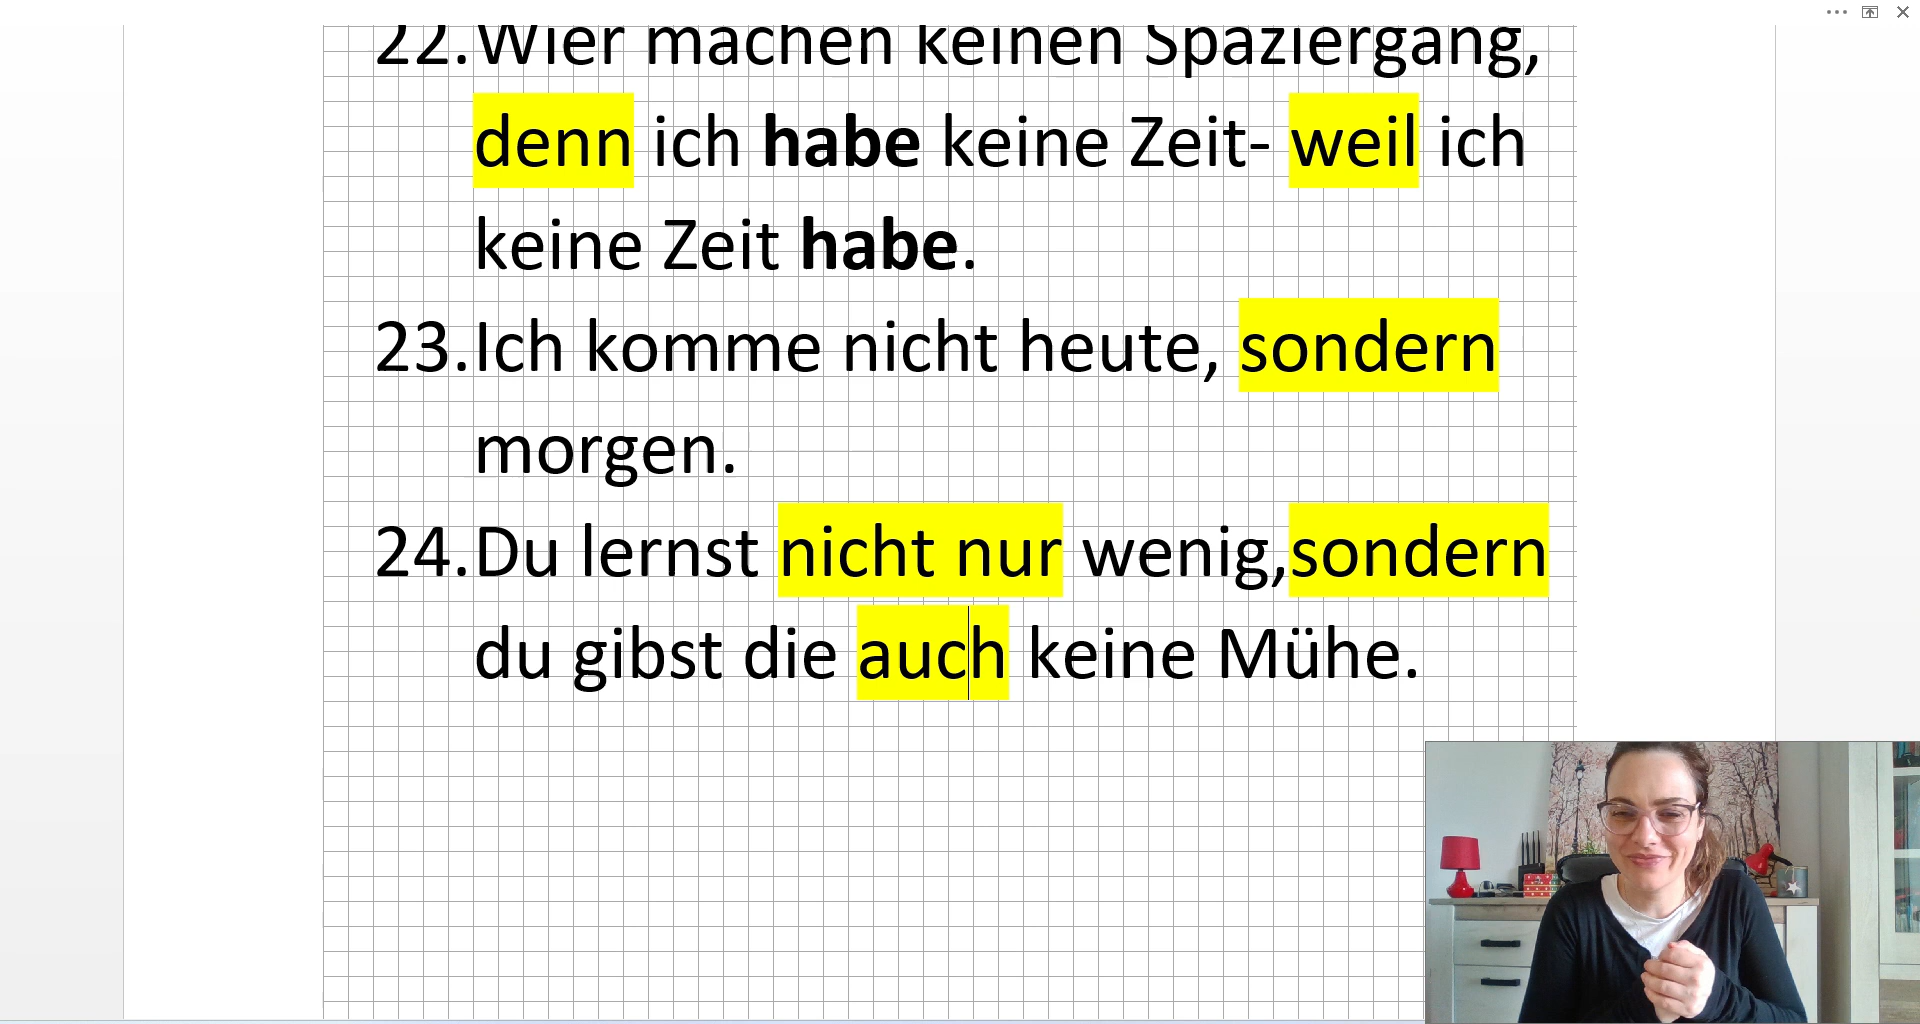 22. Wier machen keinen Spaziergang,
denn ich habe keine Zeit- weil ich
keine Zeit habe.
23. Ich komme nicht heute, sondern
morgen.
24. Du lernst nicht nur wenig,sondern
du gibst die auch keine Mühe.